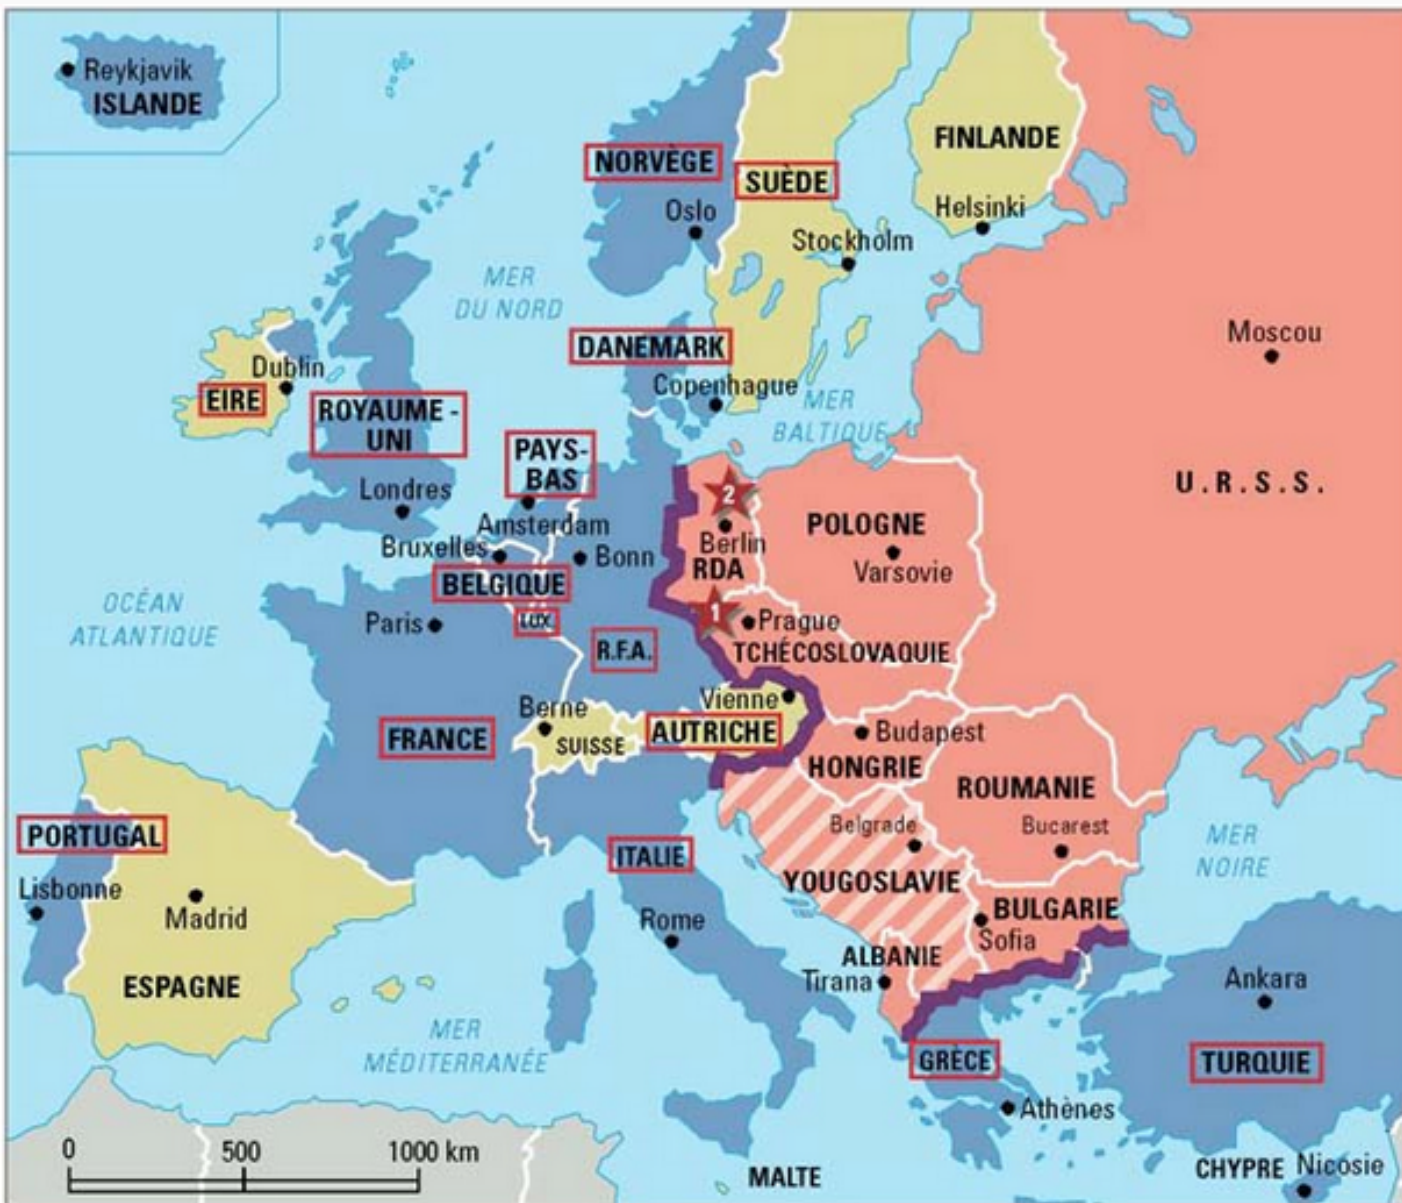 Reykjavik
ISLANDE
NORVÈGE
Oslo
SUÈDE
Stockholm
FINLANDE
Helsinki
MER
DU NORD
DANEMARK
Copenhague
MER
BALTIQUE
Moscou
U.R.S.S.
Dublin
EIRE
ROYAUME-
UNI
Londres
PAYS-
BAS
Amsterdam
Bruxelles
BELGIQUE
Bonn
LUX.
R.F.A.
2
Berlin
RDA
1
POLOGNE
Varsovie
Prague
TCHÉCOSLOVAQUIE
OCÉAN
ATLANTIQUE
Paris
FRANCE
Berne
SUISSE
Vienne
AUTRICHE
Budapest
HONGRIE
ROUMANIE
Bucarest
Belgrade
YOUGOSLAVIE
BULGARIE
Sofia
ALBANIE
Tirana
MER
NOIRE
PORTUGAL
Lisbonne
Madrid
ESPAGNE
ITALIE
Rome
MER
MÉDITERRANÉE
GRÈCE
Athènes
Ankara
TURQUIE
MALTE
CHYPRE Nicosie
0 500 1000 km